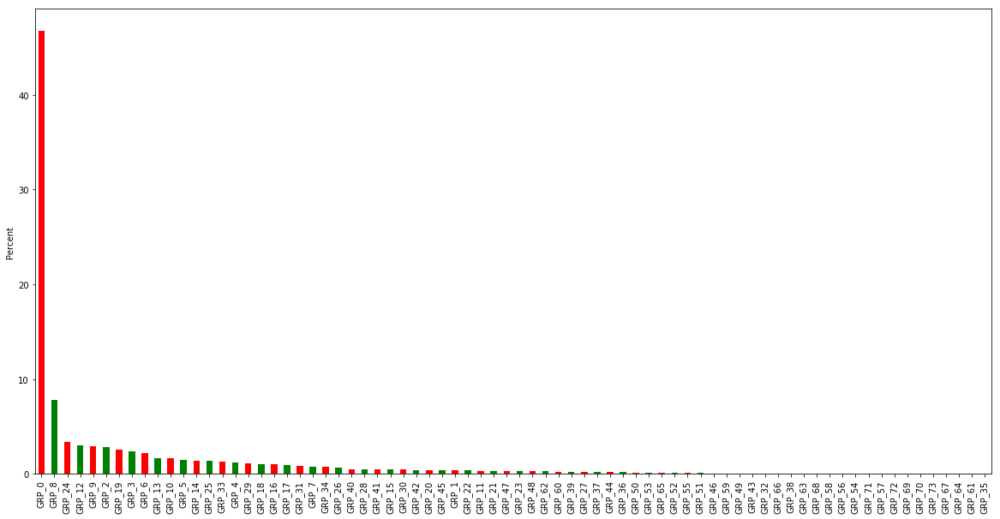 Percent
40
30
20
10
0
GRP_0
GRP_8
GRP_24
GRP_12
GRP_9
GRP_2
GRP_19
GRP_3
GRP_6
GRP_13
GRP_10
GRP_5
GRP_14
GRP_25
GRP_33
GRP_4
GRP_29
GRP_18
GRP_16
GRP_17
GRP_31
GRP_7
GRP_34
GRP_26
GRP_40
GRP_28
GRP_41
GRP_15
GRP_30
GRP_42
GRP_20
GRP_45
GRP_1
GRP_22
GRP_11
GRP_21
GRP_47
GRP_23
GRP_48
GRP_62
GRP_60
GRP_39
GRP_27
GRP_37
GRP_44
GRP_36
GRP_50
GRP_53
GRP_65
GRP_52
GRP_55
GRP_51
GRP_46
GRP_59
GRP_49
GRP_43
GRP_32
GRP_66
GRP_38
GRP_63
GRP_68
GRP_58
GRP_56
GRP_54
GRP_71
GRP_57
GRP_72
GRP_69
GRP_70
GRP_73
GRP_67
GRP_64
GRP_61
GRP_35